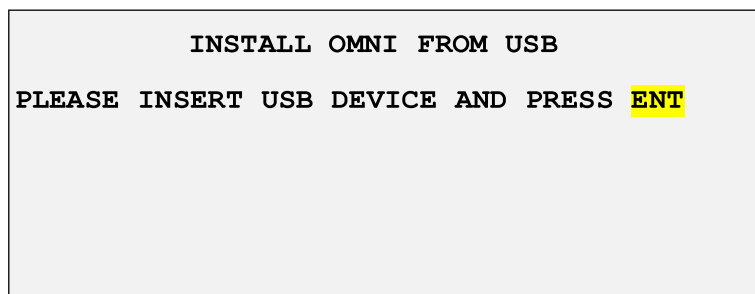 INSTALL OMNI FROM USB
PLEASE INSERT USB DEVICE AND PRESS ENT